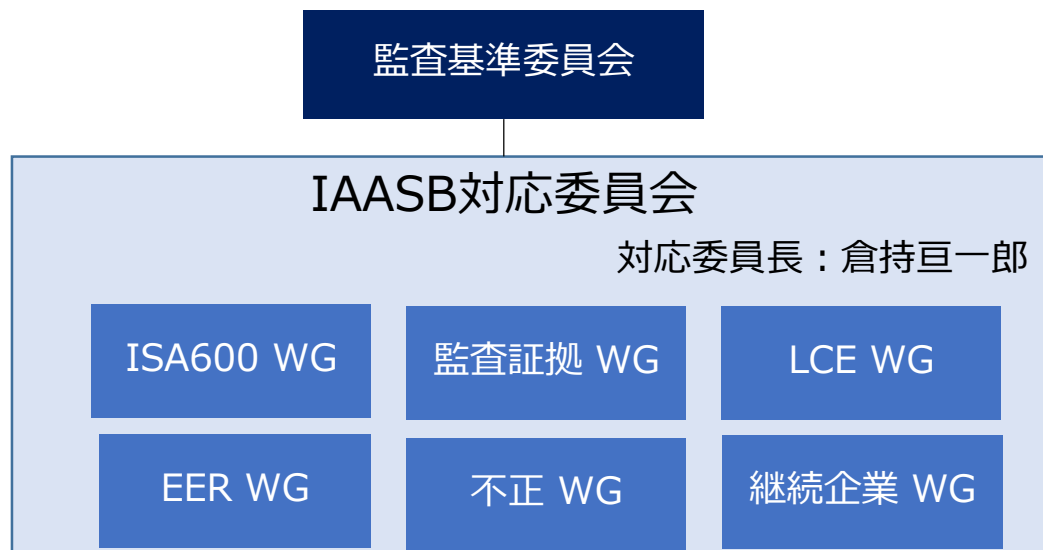 監査基準委員会
IAASB対応委員会
対応委員長：倉持亘一郎
ISA600 WG
監査証拠 WG
LCE WG
EER WG
不正 WG
継続企業 WG